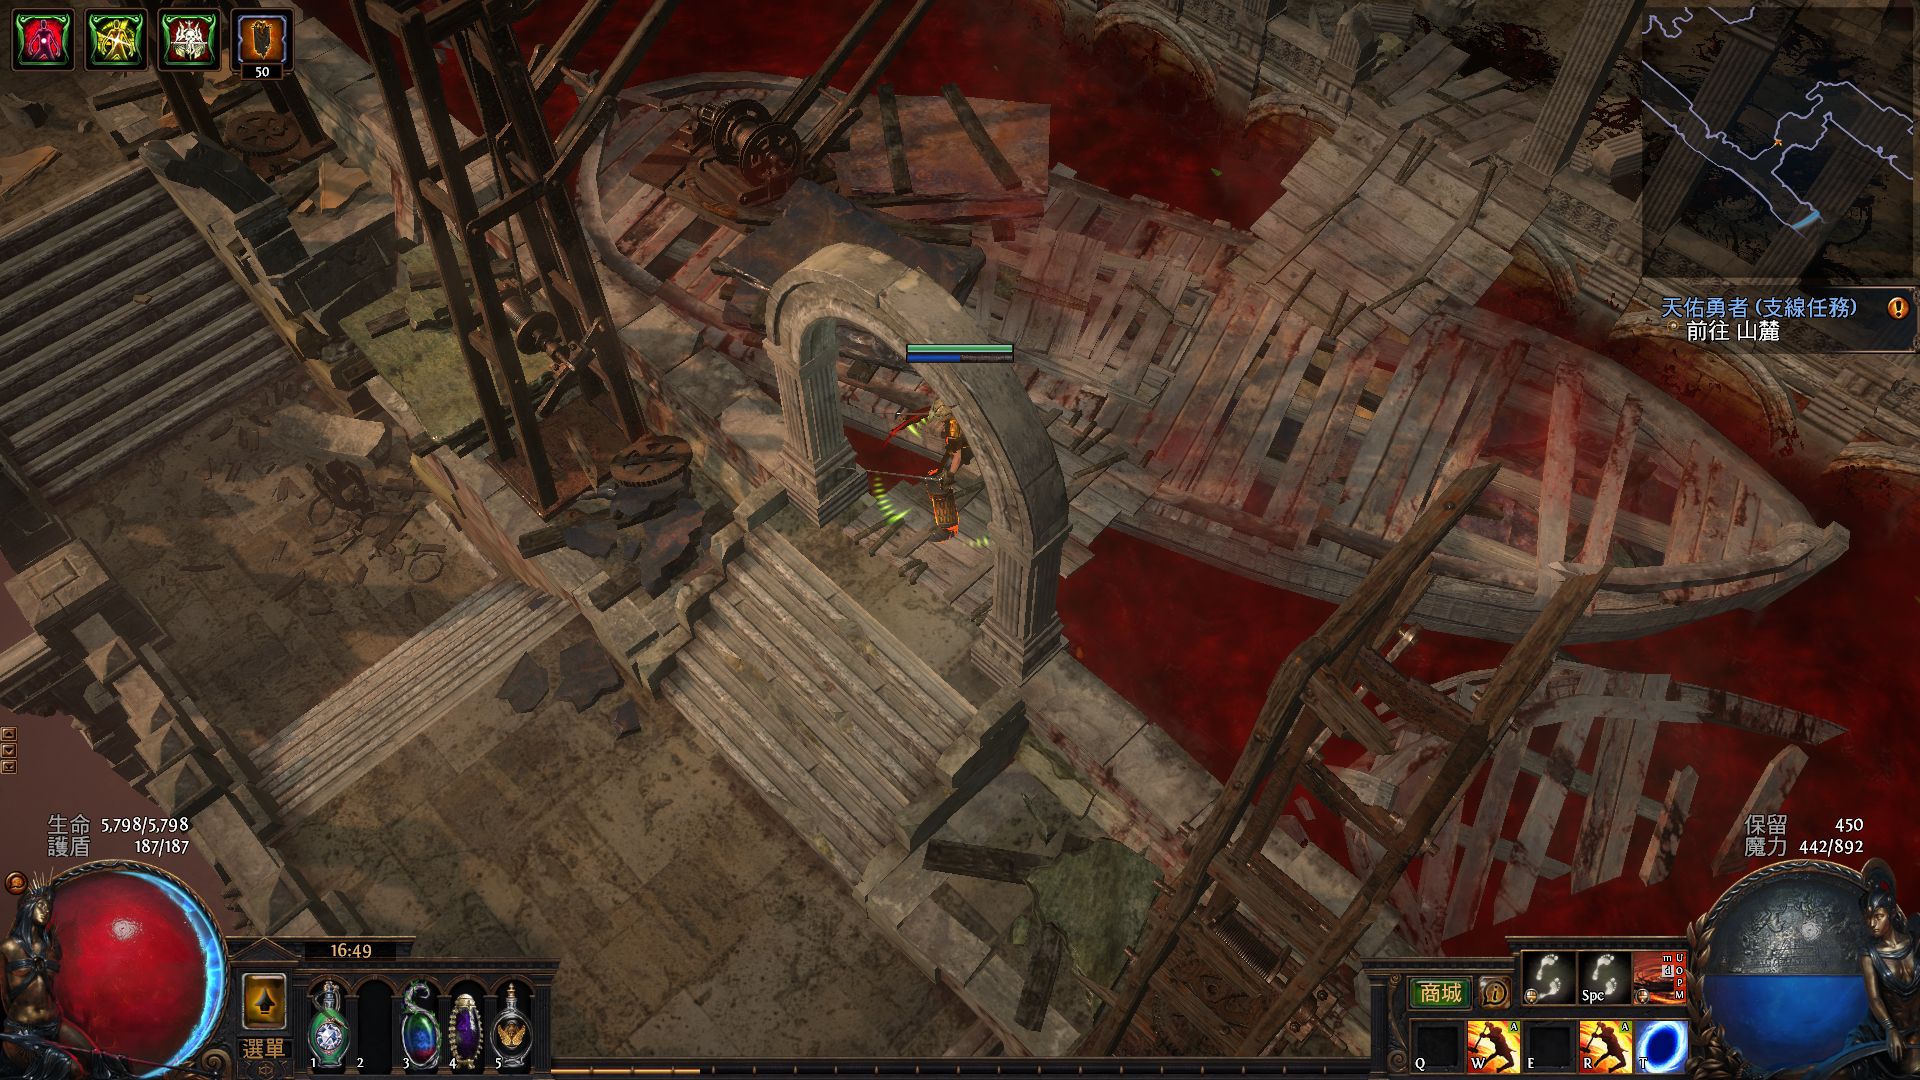 50
天佑勇者 (支線任務)
前往 山麓
生命 5,798/5,798
護盾 187/187
保留 450
魔力 442/892
16:49
選單
1 2 3 4 5
商城
Spc
m U
d O
P
M
Q W A E R A T